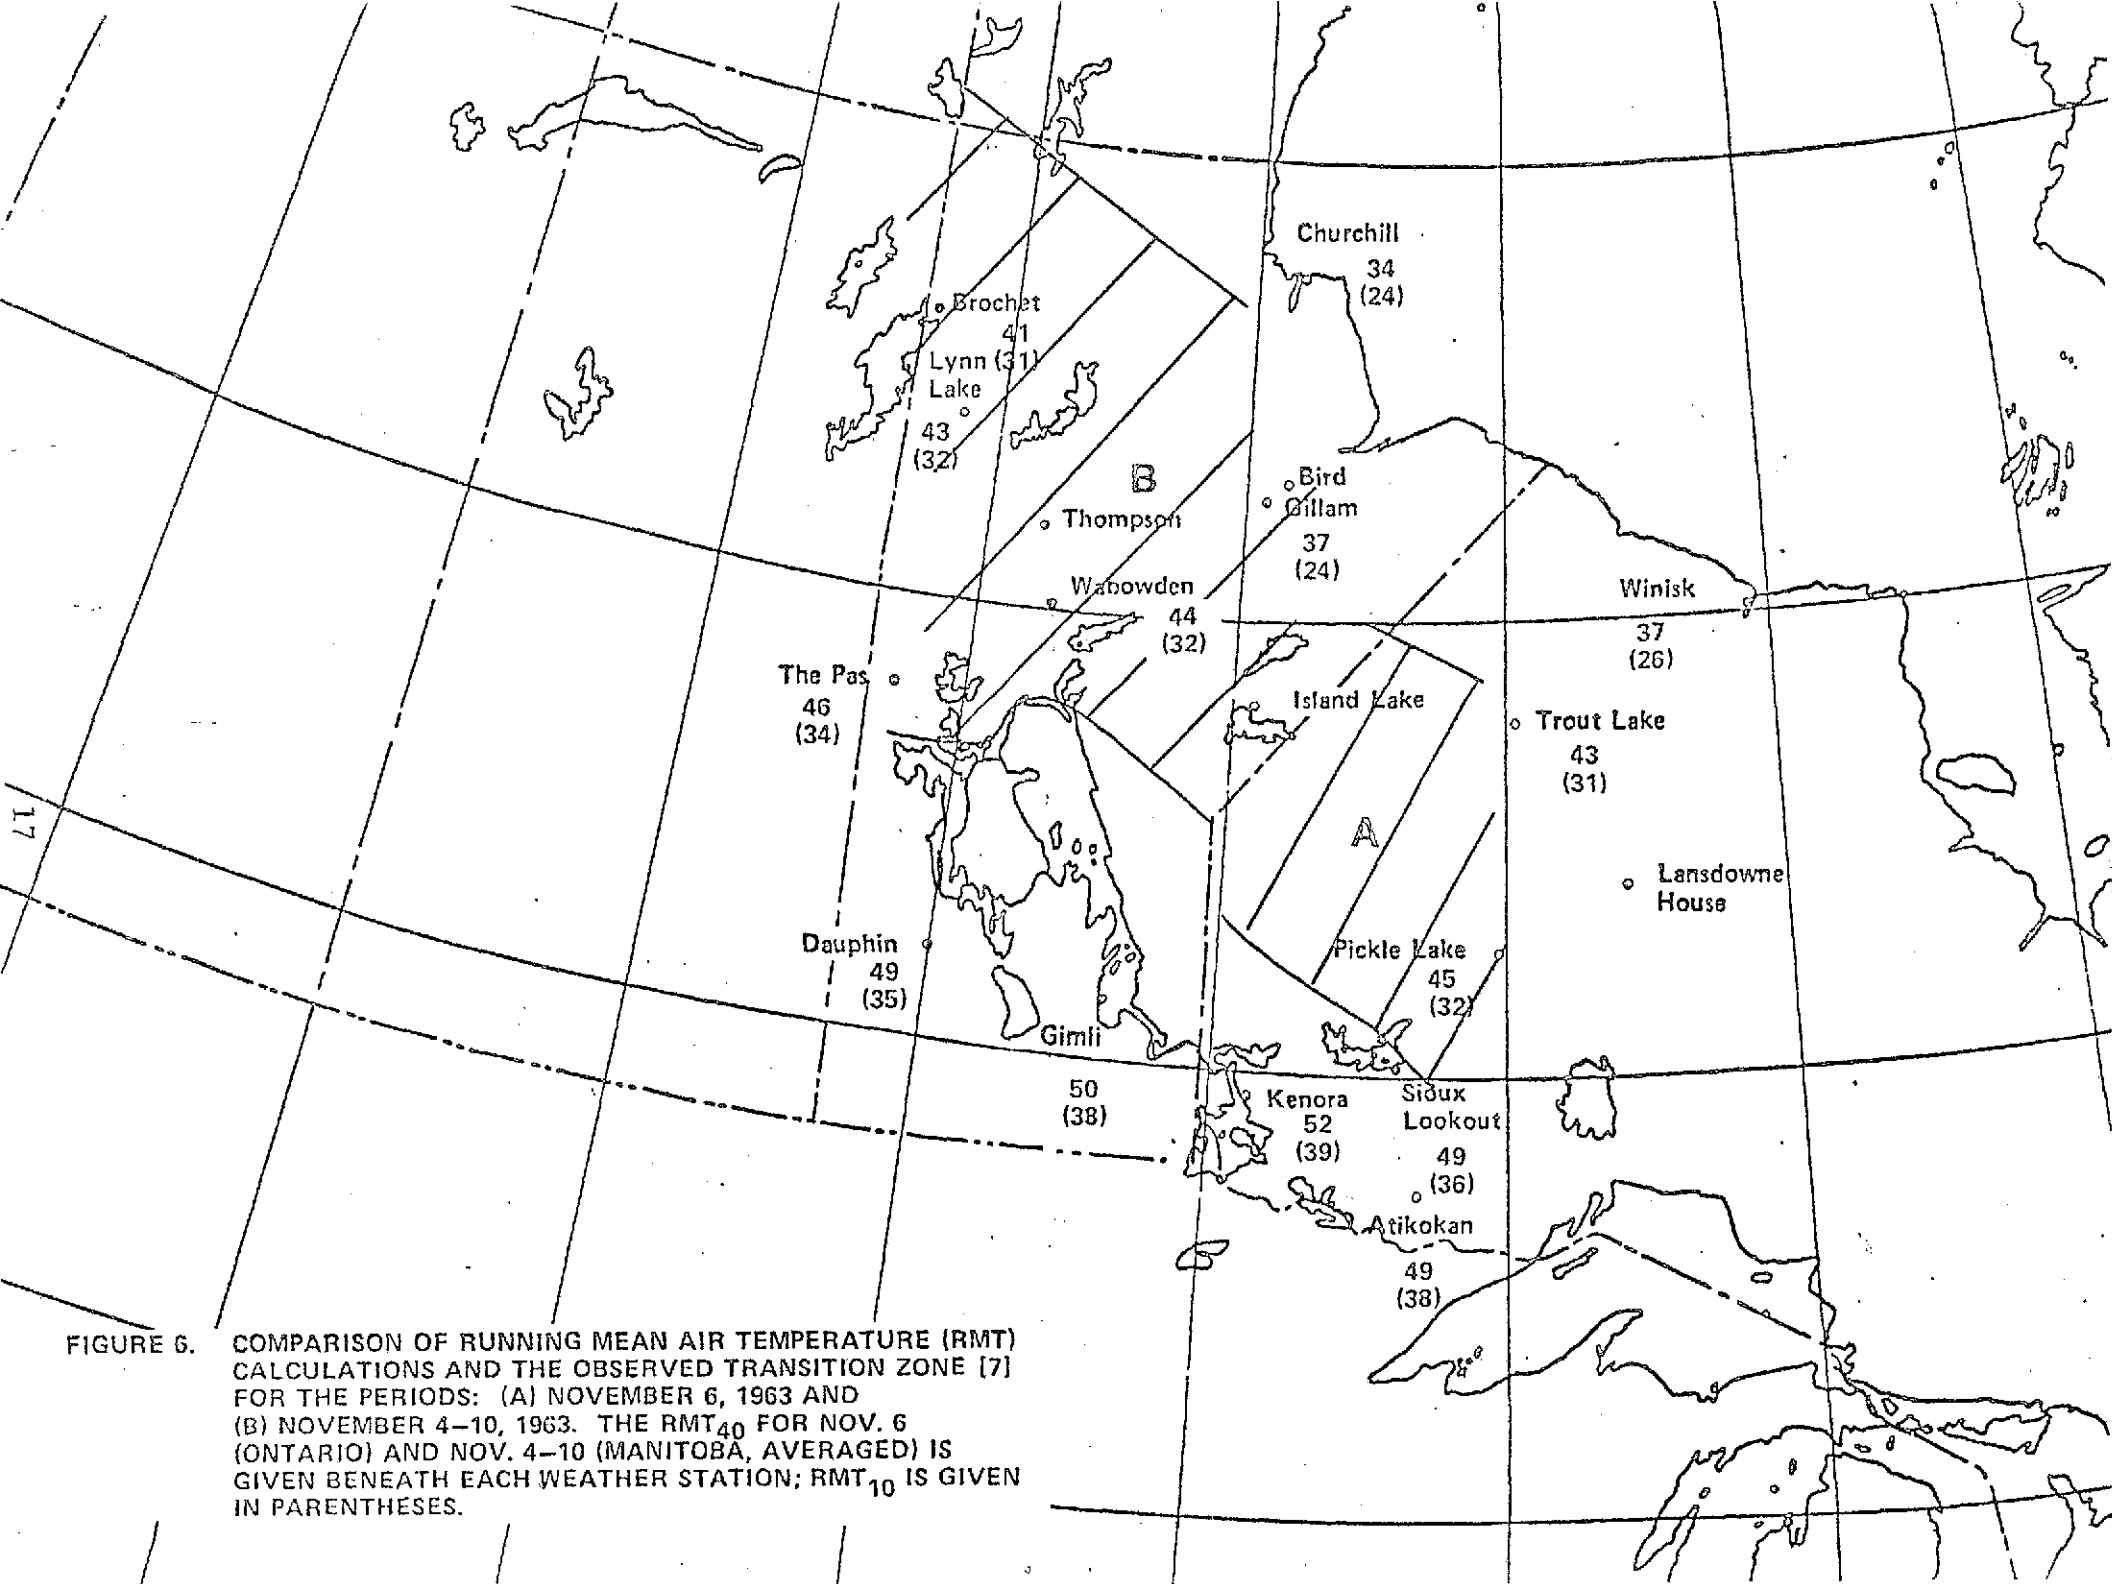 Churchill
34
(24)
Brochet
41
(31)
Lynn
Lake
43
(32)
B
Bird
Gillam
37
(24)
Thompson
Wabowden
44
(32)
Winisk
37
(26)
The Pas
46
(34)
Island Lake
Trout Lake
43
(31)
17
A
Lansdowne
House
Dauphin
49
(35)
Pickle Lake
45
(32)
Gimli
50
(38)
Kenora
52
(39)
Sioux
Lookout
49
(36)
Atikokan
49
(38)
FIGURE 6. COMPARISON OF RUNNING MEAN AIR TEMPERATURE (RMT)
CALCULATIONS AND THE OBSERVED TRANSITION ZONE [7]
FOR THE PERIODS: (A) NOVEMBER 6, 1963 AND
(B) NOVEMBER 4–10, 1963. THE RMT40 FOR NOV. 6
(ONTARIO) AND NOV. 4–10 (MANITOBA, AVERAGED) IS
GIVEN BENEATH EACH WEATHER STATION; RMT10 IS GIVEN
IN PARENTHESES.